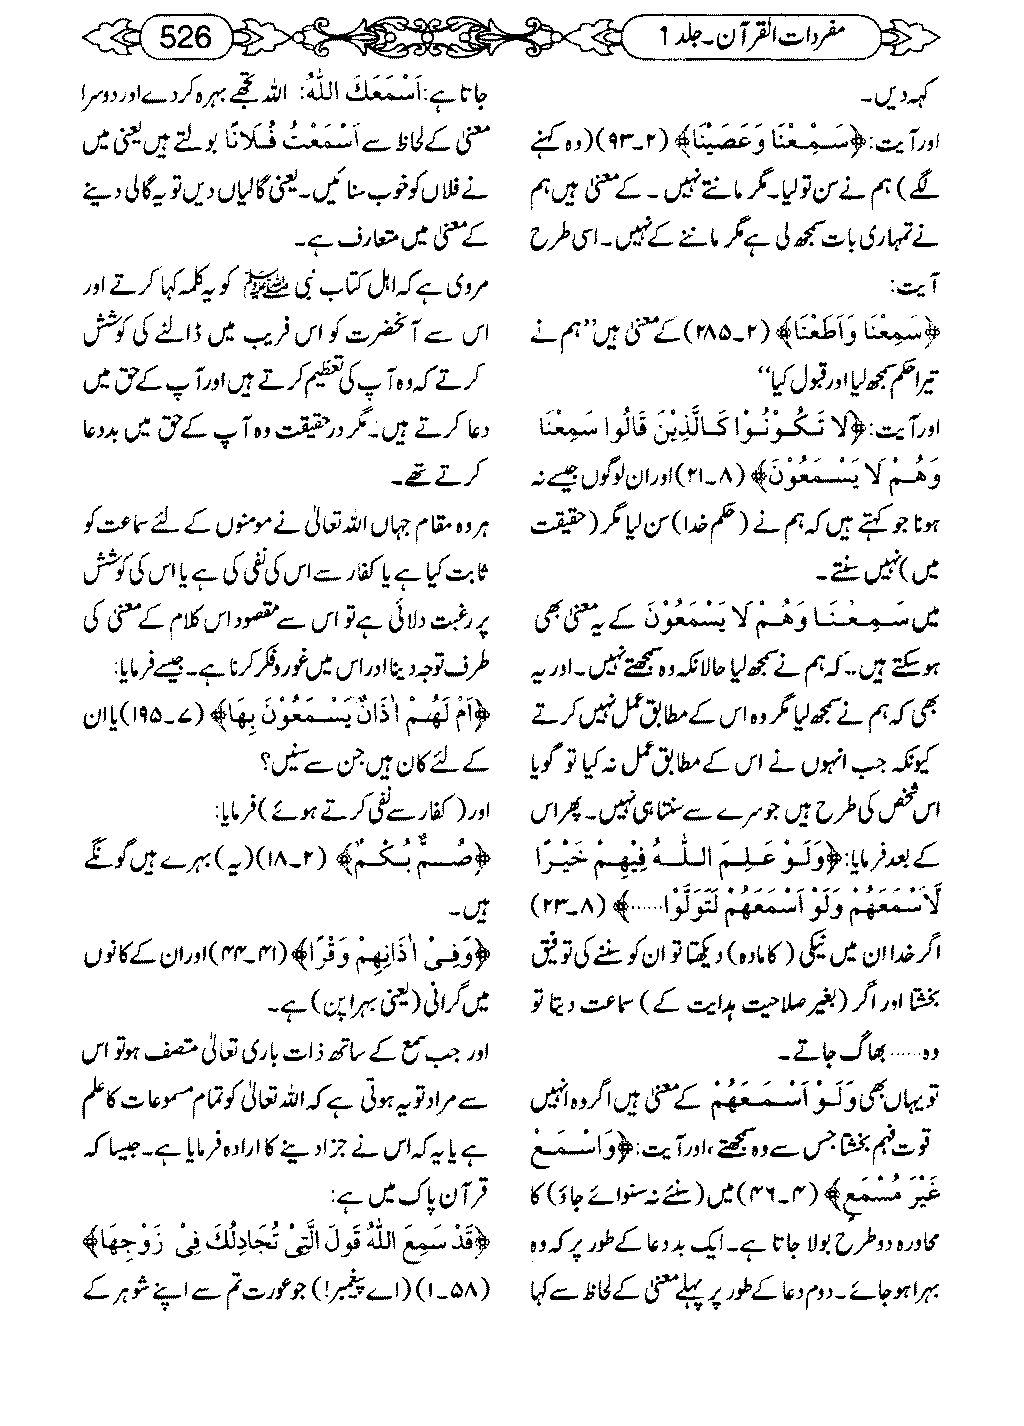 مفردات القرآن۔جلد 1
526
کہہ دیں۔
اور آیت:﴿سَمِعْنَا وَعَصَيْنَا﴾ (۲۔۹۳)(وہ کہنے
لگے) ہم نے سن تو لیا۔مگر مانتے نہیں۔ کے معنی ہیں ہم
نے تمہاری بات سمجھ لی ہے مگر ماننے کے نہیں۔اسی طرح
آیت:
﴿سَمِعْنَا وَاَطَعْنَا﴾ (۲۔۲۸۵)کے معنی ہیں ’’ہم نے
تیرا حکم سمجھ لیا اور قبول کیا‘‘
اور آیت:﴿لَا تَكُوْنُوْا كَالَّذِيْنَ قَالُوا سَمِعْنَا
وَهُمْ لَا يَسْمَعُوْنَ﴾ (۸۔۲۱)اور ان لوگوں جیسے نہ
ہونا جو کہتے ہیں کہ ہم نے (حکم خدا)سن لیا مگر (حقیقت
میں)نہیں سنتے۔
میں سَمِعْنَا وَهُمْ لَا يَسْمَعُوْنَ کے یہ معنی بھی
ہوسکتے ہیں۔کہ ہم نے سمجھ لیا حالانکہ وہ سمجھتے نہیں۔اور یہ
بھی کہ ہم نے سمجھ لیا مگر وہ اس کے مطابق عمل نہیں کرتے
کیونکہ جب انہوں نے اس کے مطابق عمل نہ کیا تو گویا
اس شخص کی طرح ہیں جو سرے سے سنتا ہی نہیں۔پھر اس
کے بعد فرمایا:﴿وَلَوْ عَلِمَ اللّٰهُ فِيهِمْ خَيْرًا
لَّاَسْمَعَهُمْ وَلَوْ اَسْمَعَهُمْ لَتَوَلَّوْا……﴾ (۸۔۲۳)
اگر خدا ان میں نیکی (کا مادہ) دیکھتا تو ان کو سننے کی توفیق
بخشتا اور اگر (بغیر صلاحیت ہدایت کے) سماعت دیتا تو
وہ……بھاگ جاتے۔
تو یہاں بھی وَلَوْ اَسْمَعَهُمْ کے معنی ہیں اگر وہ انہیں
قوت فہم بخشتا جس سے وہ سمجھتے،اور آیت:﴿وَاسْمَعْ
غَيْرَ مُسْمَعٍ﴾ (۴۔۴۶)میں(سنئے نہ سنوائے جاؤ)کا
محاورہ دو طرح بولا جاتا ہے۔ایک بددعا کے طور پر کہ وہ
بہرا ہو جائے۔دوم دعا کے طور پر پہلے معنی کے لحاظ سے کہا
جاتا ہے:اَسْمَعَكَ اللّٰهُ: اللہ تجھے بہرہ کردے اور دوسرا
معنی کے لحاظ سے اَسْمَعْتُ فُلَانًا بولتے ہیں یعنی میں
نے فلاں کو خوب سنائیں۔یعنی گالیاں دیں تو یہ گالی دینے
کے معنی میں متعارف ہے۔
مروی ہے کہ اہل کتاب نبی ﷺ کو یہ کلمہ کہا کرتے اور
اس سے آنحضرت کو اس فریب میں ڈالنے کی کوشش
کرتے کہ وہ آپ کی تعظیم کرتے ہیں اور آپ کے حق میں
دعا کرتے ہیں۔مگر درحقیقت وہ آپ کے حق میں بددعا
کرتے تھے۔
ہر وہ مقام جہاں اللہ تعالیٰ نے مومنوں کے لئے سماعت کو
ثابت کیا ہے یا کفار سے اس کی نفی کی ہے یا اس کی کوشش
پر رغبت دلائی ہے تو اس سے مقصود اس کلام کے معنی کی
طرف توجہ دینا اور اس میں غور و فکر کرنا ہے۔جیسے فرمایا:
﴿اَمْ لَهُمْ اٰذَانٌ يَسْمَعُوْنَ بِهَا﴾ (۷۔۱۹۵)یا ان
کے لئے کان ہیں جن سے سنیں؟
اور(کفار سے نفی کرتے ہوئے)فرمایا:
﴿صُمٌّ بُكْمٌ﴾ (۲۔۱۸)(یہ)بہرے ہیں گونگے
ہیں۔
﴿وَفِيْ اٰذَانِهِمْ وَقْرًا﴾(۴۱۔۴۴)اور ان کے کانوں
میں گرانی(یعنی بہراپن)ہے۔
اور جب سمع کے ساتھ ذات باری تعالیٰ متصف ہو تو اس
سے مراد تو یہ ہوتی ہے کہ اللہ تعالیٰ کو تمام مسموعات کا علم
ہے یا یہ کہ اس نے جزا دینے کا ارادہ فرمایا ہے۔جیسا کہ
قرآن پاک میں ہے:
﴿قَدْ سَمِعَ اللّٰهُ قَوْلَ الَّتِيْ تُجَادِلُكَ فِيْ زَوْجِهَا﴾
(۵۸۔۱)(اے پیغمبر!)جو عورت تم سے اپنے شوہر کے